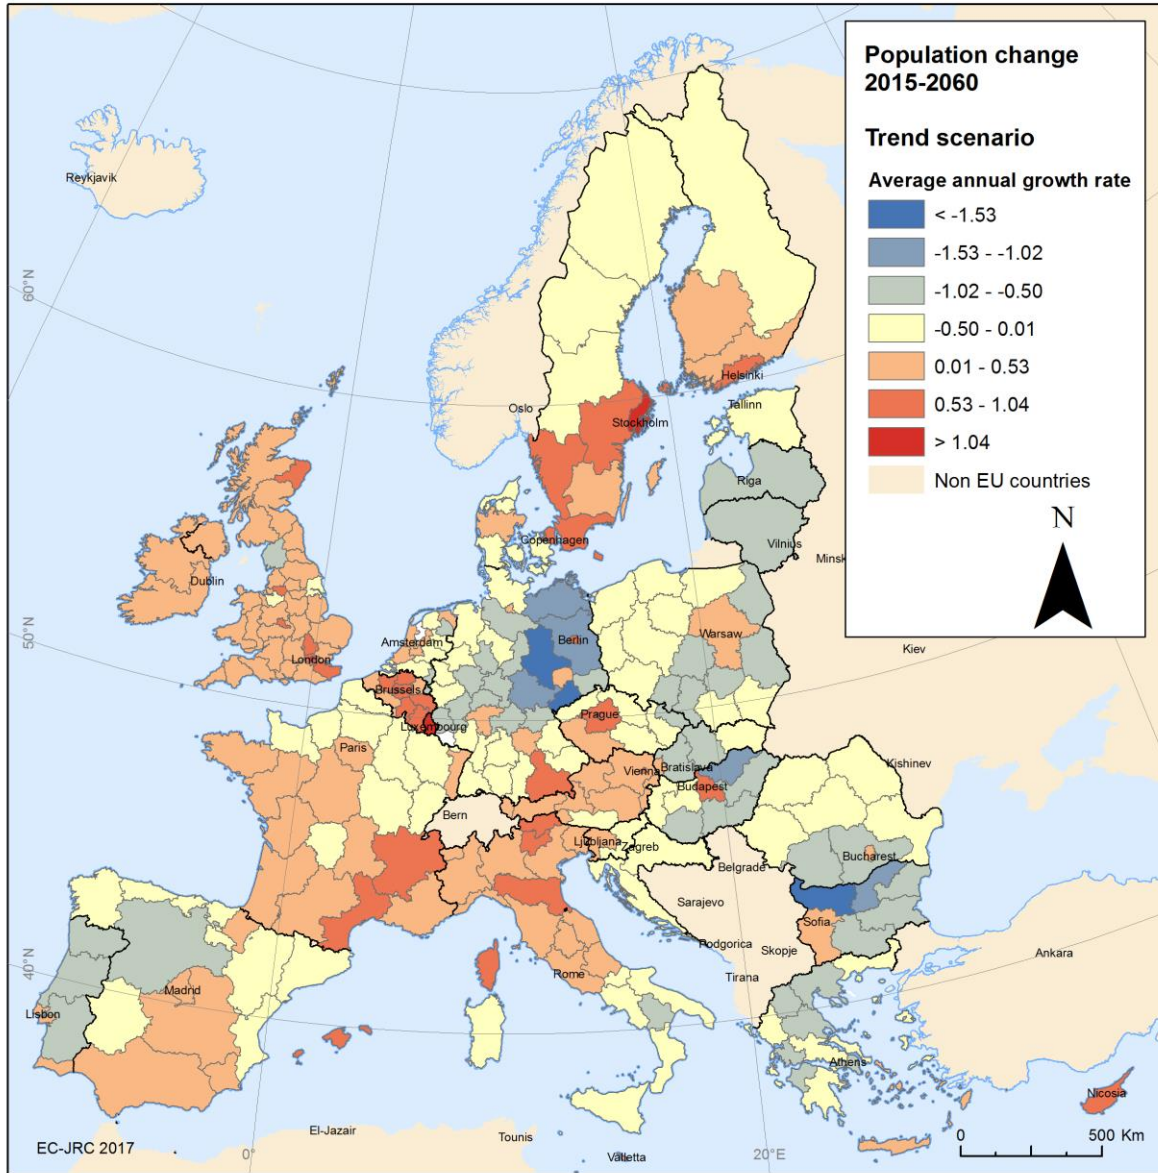 Population change
2015-2060
Trend scenario
Average annual growth rate
< -1.53
-1.53 - -1.02
-1.02 - -0.50
-0.50 - 0.01
0.01 - 0.53
0.53 - 1.04
> 1.04
Non EU countries
N
Reykjavik
60°N
Oslo
Helsinki
Tallinn
Stockholm
Riga
Copenhagen
Vilnius
Minsk
Dublin
50°N
Amsterdam
Berlin
Warsaw
Kiev
London
Brussels
Luxembourg
Prague
Paris
Vienna
Bratislava
Kishinev
Budapest
Bern
Ljubljana
Zagreb
Bucharest
Belgrade
Sarajevo
Sofia
40°N
Podgorica
Skopje
Ankara
Madrid
Rome
Tirana
Lisbon
Athens
Nicosia
El-Jazair
Tounis
0
500 Km
EC-JRC 2017
0°
Valletta
20°E